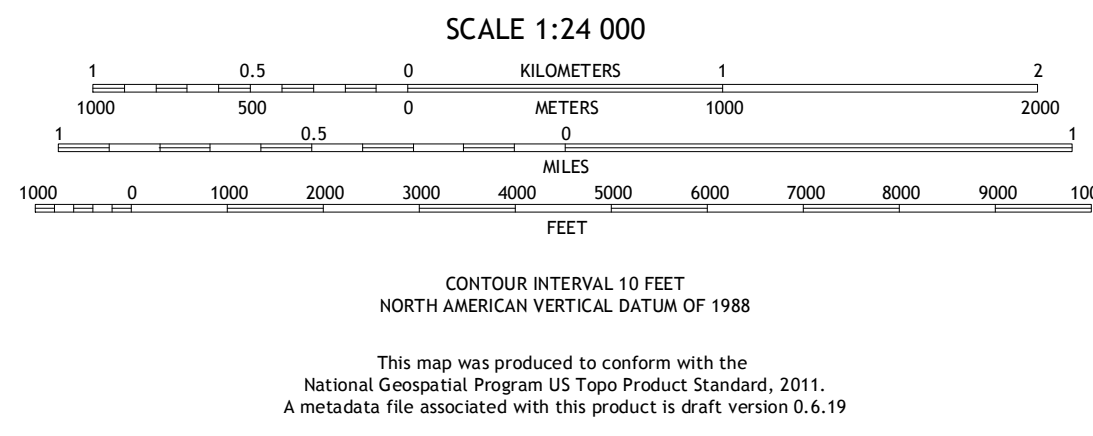 SCALE 1:24 000
1 0.5 0 KILOMETERS 1 2
1000 500 0 METERS 1000 2000
1 0.5 0 1
MILES
1000 0 1000 2000 3000 4000 5000 6000 7000 8000 9000 100
FEET
CONTOUR INTERVAL 10 FEET
NORTH AMERICAN VERTICAL DATUM OF 1988
This map was produced to conform with the
National Geospatial Program US Topo Product Standard, 2011.
A metadata file associated with this product is draft version 0.6.19